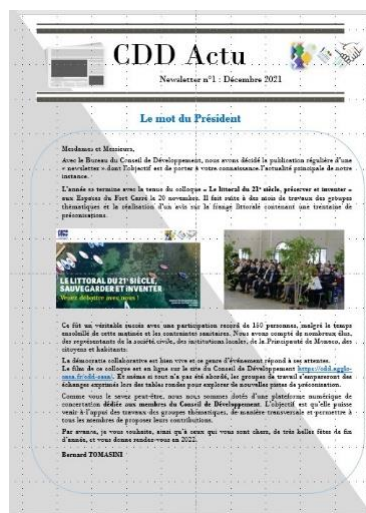 CDD Actu
Newsletter n°1 : Décembre 2021
Le mot du Président
Mesdames et Messieurs,
Avec le Bureau du Conseil de Développement, nous avons décidé la publication régulière d'une
« newsletter » dont l'objectif est de porter à votre connaissance l'actualité principale de notre
instance.
L'année se termine avec la tenue du colloque « Le littoral du 21e siècle, préserver et inventer »
aux Espaces du Fort Carré le 20 novembre. Il fait suite à des mois de travaux des groupes
thématiques et la réalisation d'un avis sur la frange littorale contenant une trentaine de
préconisations.
LE LITTORAL DU 21e SIÈCLE,
SAUVEGARDER ET INVENTER
Venez débattre avec nous !
Ce fût un véritable succès avec une participation record de 150 personnes, malgré le temps
ensoleillé de cette matinée et les contraintes sanitaires. Nous avons compté de nombreux élus,
des représentants de la société civile, des institutions locales, de la Principauté de Monaco, des
citoyens et habitants.
La démocratie collaborative est bien vive et ce genre d'événement répond à ses attentes.
Le film de ce colloque est en ligne sur le site du Conseil de Développement https://cdd.agglo-
casa.fr/cdd-casa/. Et même si tout n'a pas été abordé, les groupes de travail s'empareront des
échanges exprimés lors des tables rondes pour explorer de nouvelles pistes de préconisation.
Comme vous le savez peut-être, nous nous sommes dotés d'une plateforme numérique de
concertation dédiée aux membres du Conseil de Développement. L'objectif est qu'elle puisse
venir à l'appui des travaux des groupes thématiques, de manière transversale et permettre à
tous les membres de proposer leurs contributions.
Par avance, je vous souhaite, ainsi qu'à ceux qui vous sont chers, de très belles fêtes de fin
d'année, et vous donne rendez-vous en 2022.
Bernard TOMASINI